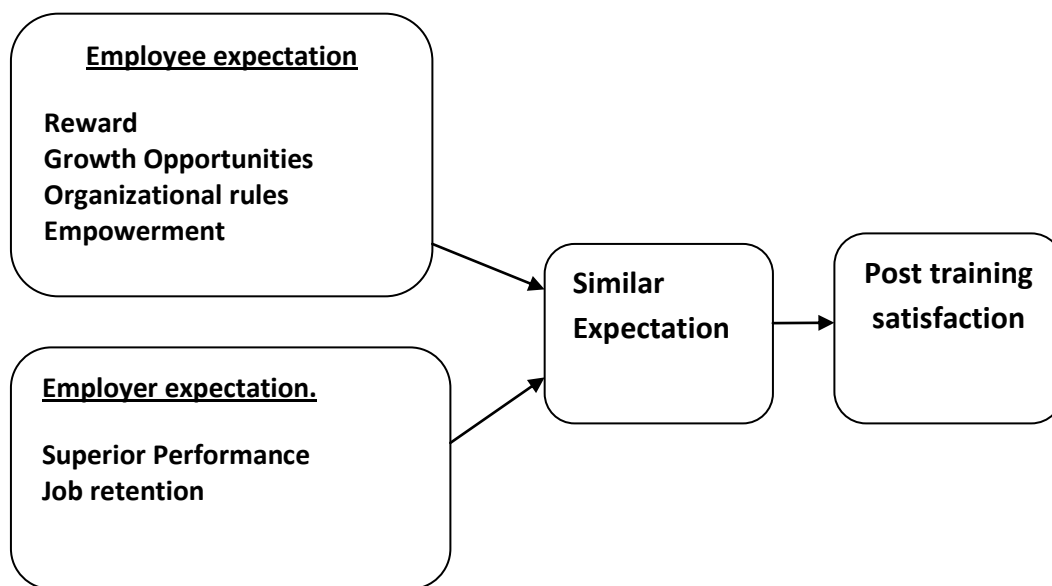 Employee expectation
Reward
Growth Opportunities
Organizational rules
Empowerment
Employer expectation.
Superior Performance
Job retention
Similar
Expectation
Post training
satisfaction